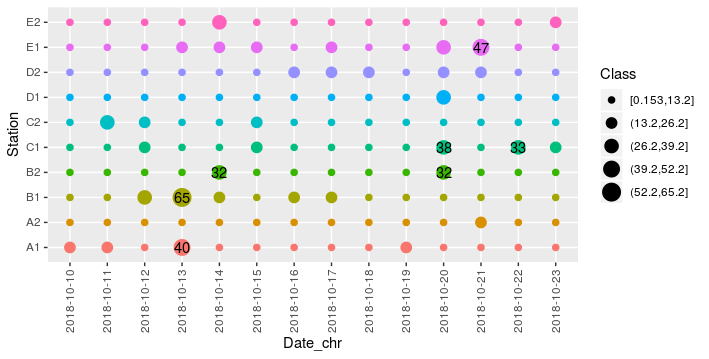 Station
E2
E1
D2
D1
C2
C1
B2
B1
A2
A1
47
38
33
32
32
65
40
2018-10-10
2018-10-11
2018-10-12
2018-10-13
2018-10-14
2018-10-15
2018-10-16
2018-10-17
2018-10-18
2018-10-19
2018-10-20
2018-10-21
2018-10-22
2018-10-23
Date_chr
Class
[0.153,13.2]
(13.2,26.2]
(26.2,39.2]
(39.2,52.2]
(52.2,65.2]